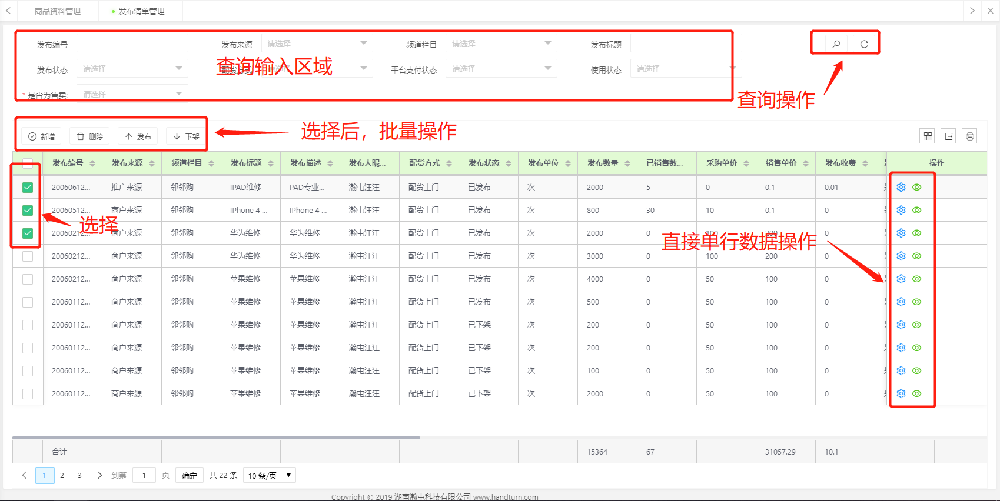 商品资料管理 发布清单管理
发布编号 发布来源 请选择 频道栏目 请选择 发布标题
发布状态 请选择 请选择 平台支付状态 请选择 使用状态 请选择
查询输入区域
* 是否为售卖: 请选择
查询操作
新增 删除 发布 下架
选择后，批量操作
发布编号 发布来源 频道栏目 发布标题 发布描述 发布人昵... 配货方式 发布状态 发布单位 发布数量 已销售数... 采购单价 销售单价 发布收费 操作
20060612... 推广来源 邻邻购 IPAD维修 PAD专业... 瀚屯汪汪 配货上门 已发布 次 2000 5 0 0.1 0.01
20060512... 商户来源 邻邻购 IPhone 4 ... IPhone 4 ... 瀚屯汪汪 配货上门 已发布 次 800 30 10 0.1 0
选择
20060212... 商户来源 邻邻购 华为维修 华为维修 瀚屯汪汪 配货上门 已发布 次 2000 0 100 200 0
直接单行数据操作
20060212... 商户来源 邻邻购 华为维修 华为维修 瀚屯汪汪 配货上门 已发布 次 3000 0 100 200 0
20060212... 商户来源 邻邻购 苹果维修 苹果维修 瀚屯汪汪 配货上门 已发布 次 4000 0 50 100 0
20060112... 商户来源 邻邻购 苹果维修 苹果维修 瀚屯汪汪 配货上门 已发布 次 500 0 50 100 0
20060112... 商户来源 邻邻购 苹果维修 苹果维修 瀚屯汪汪 配货上门 已下架 次 200 0 50 100 0
20060112... 商户来源 邻邻购 苹果维修 苹果维修 瀚屯汪汪 配货上门 已下架 次 200 0 50 100 0
20060112... 商户来源 邻邻购 苹果维修 苹果维修 瀚屯汪汪 配货上门 已下架 次 100 0 50 100 0
20060112... 商户来源 邻邻购 苹果维修 苹果维修 瀚屯汪汪 配货上门 已下架 次 2000 0 50 100 0
合计 15364 67 31057.29 10.1
1 2 3 到第 1 页 确定 共 22 条 10 条/页
Copyright © 2019 湖南瀚屯科技有限公司 www.handturn.com